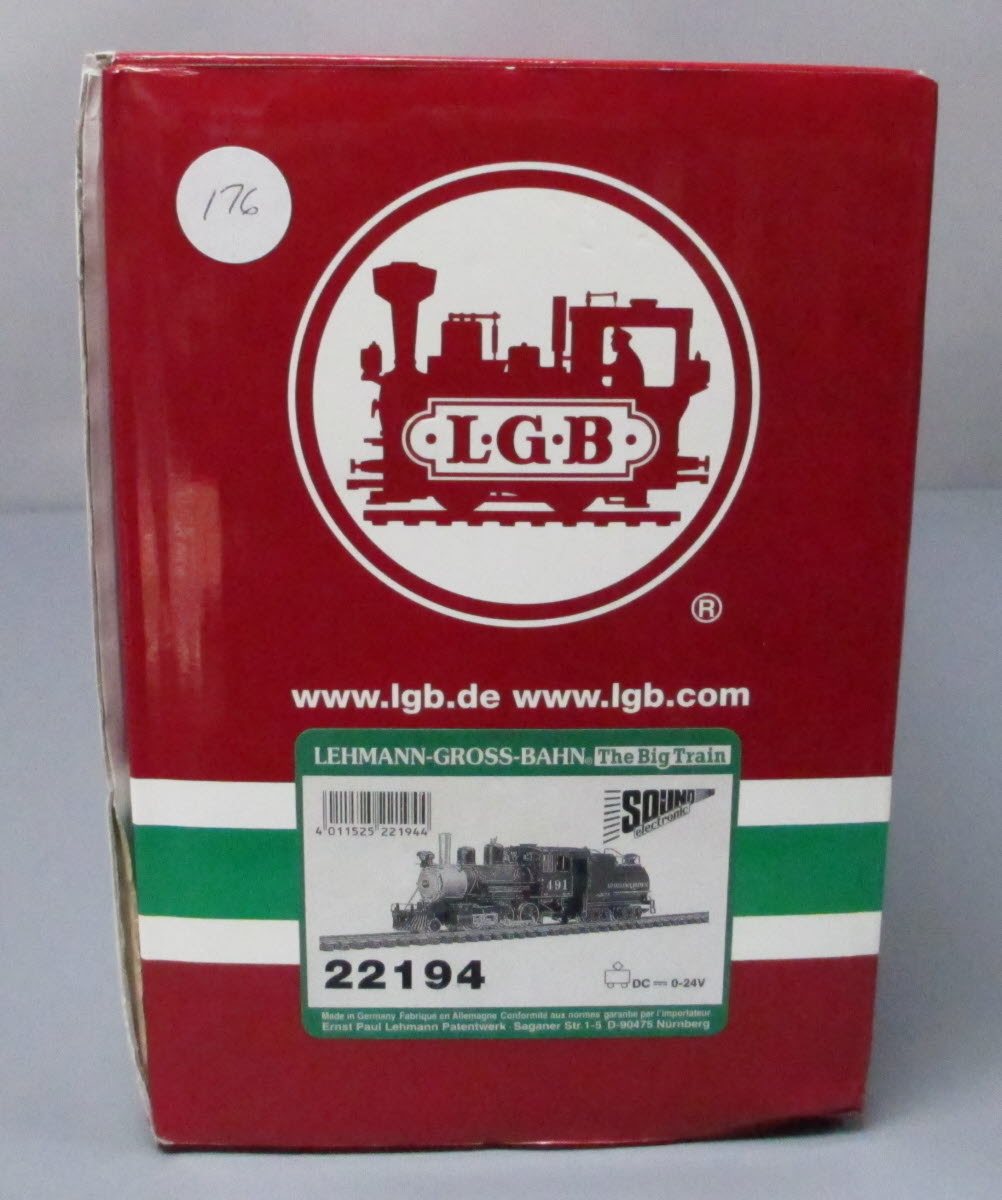 176
·L·G·B·
®
www.lgb.de www.lgb.com
LEHMANN-GROSS-BAHN® The Big Train
4 011525 221944
SOUND
electronic
491
22194
DC 0-24V
Made in Germany Fabriqué en Allemagne Conformité aux normes garantie par l'importateur
Ernst Paul Lehmann Patentwerk · Saganer Str. 1-5 D-90475 Nürnberg